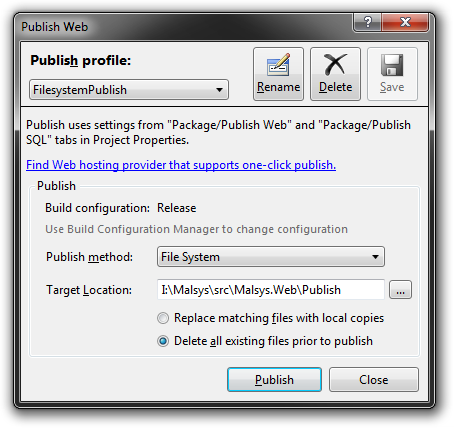 Publish Web
?
Publish profile:
FilesystemPublish
Rename
Delete
Save
Publish uses settings from "Package/Publish Web" and "Package/Publish
SQL" tabs in Project Properties.
Find Web hosting provider that supports one-click publish.
Publish
Build configuration: Release
Use Build Configuration Manager to change configuration
Publish method: File System
Target Location: I:\Malsys\src\Malsys.Web\Publish ...
Replace matching files with local copies
Delete all existing files prior to publish
Publish
Close